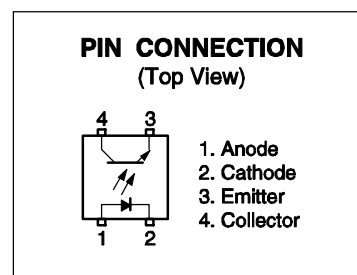 PIN CONNECTION
(Top View)
4 3
1 2
1. Anode
2. Cathode
3. Emitter
4. Collector